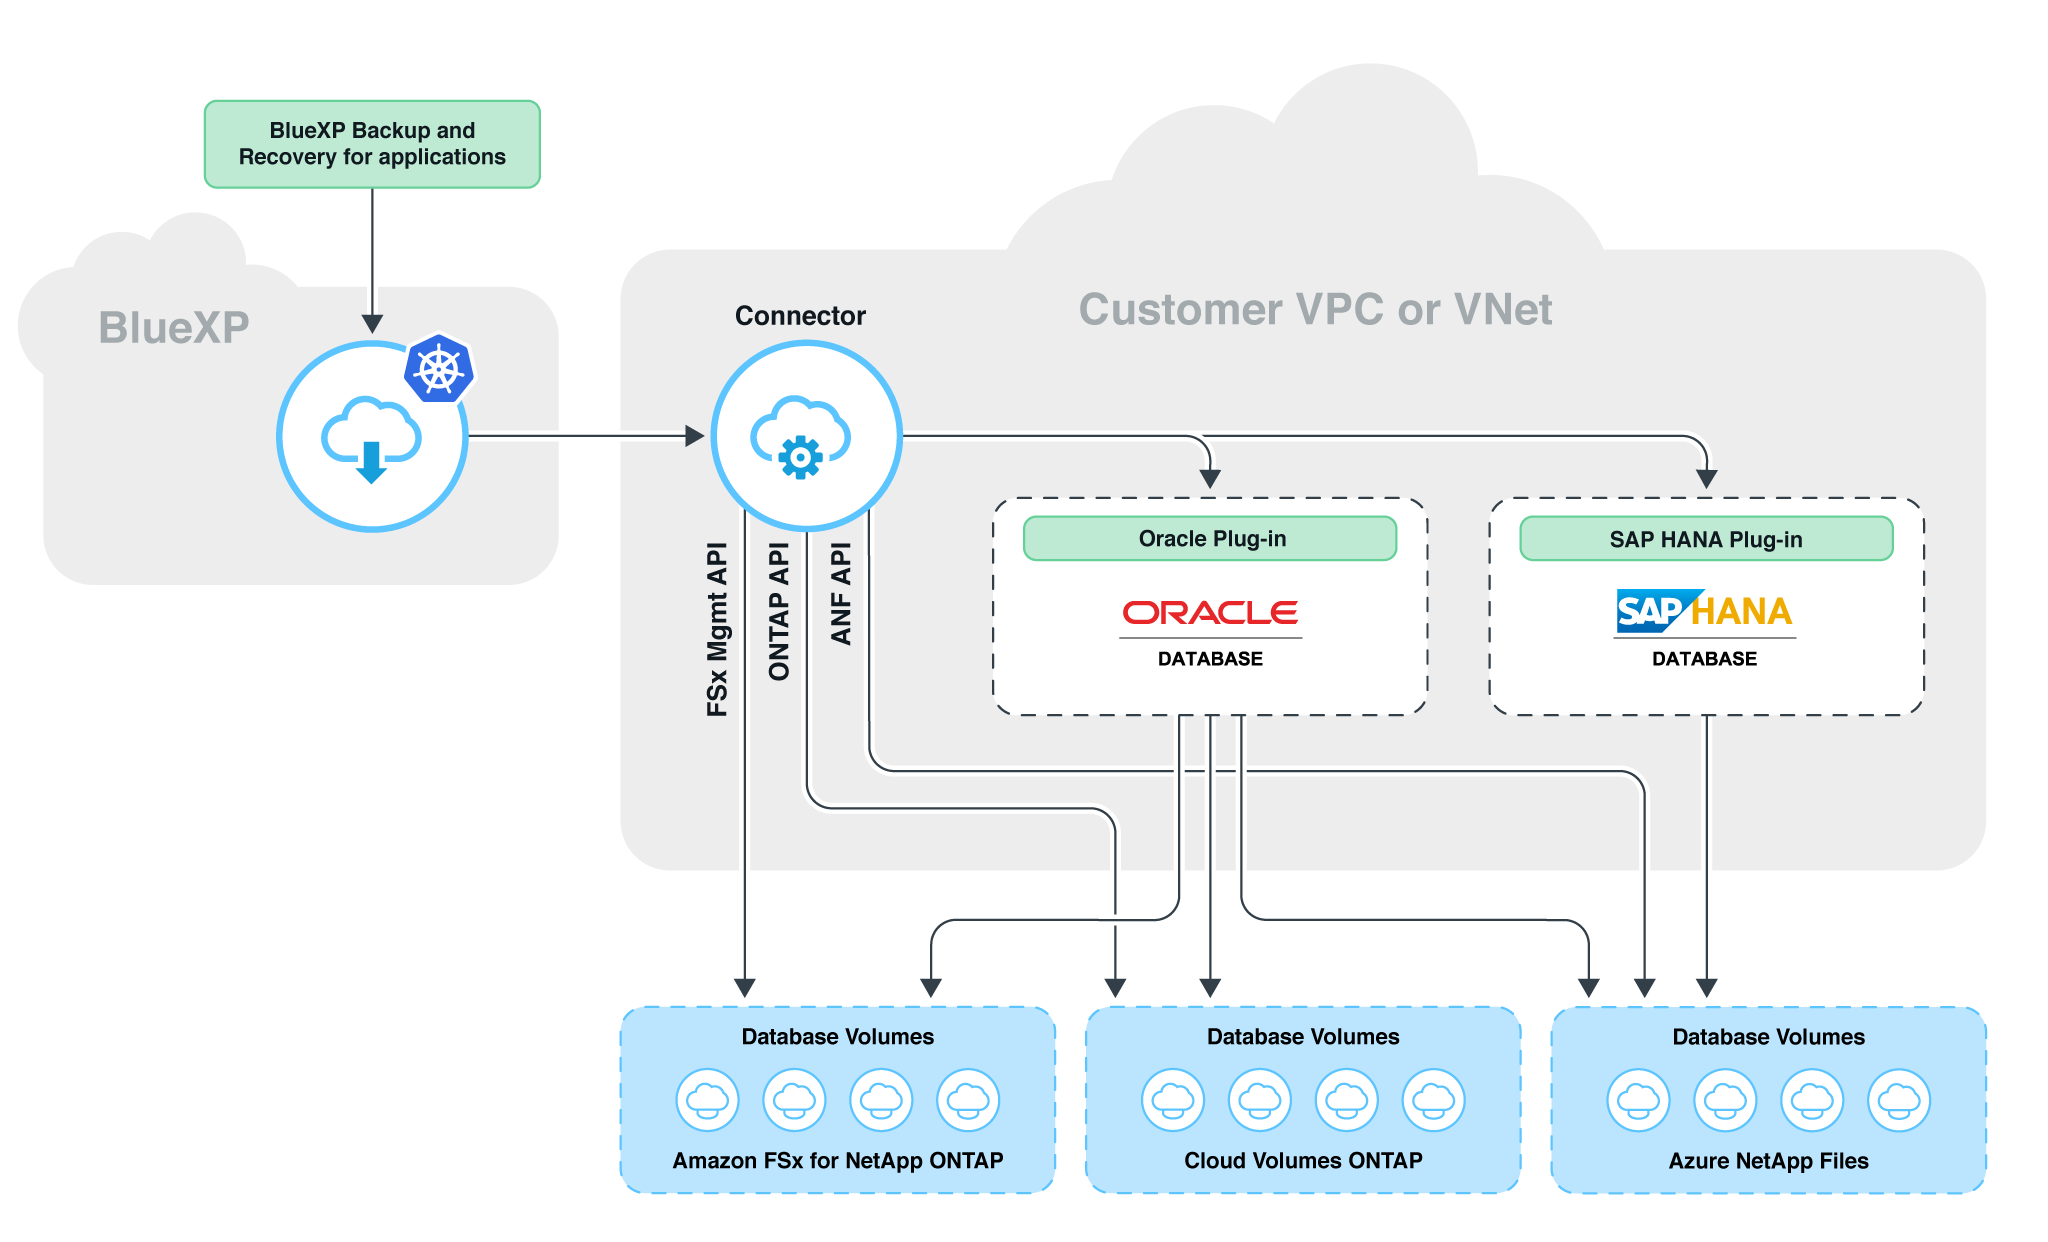 BlueXP Backup and
Recovery for applications
BlueXP
Customer VPC or VNet
Connector
FSx Mgmt API
ONTAP API
ANF API
Oracle Plug-in
ORACLE
DATABASE
SAP HANA Plug-in
SAP HANA
DATABASE
Database Volumes
Amazon FSx for NetApp ONTAP
Database Volumes
Cloud Volumes ONTAP
Database Volumes
Azure NetApp Files